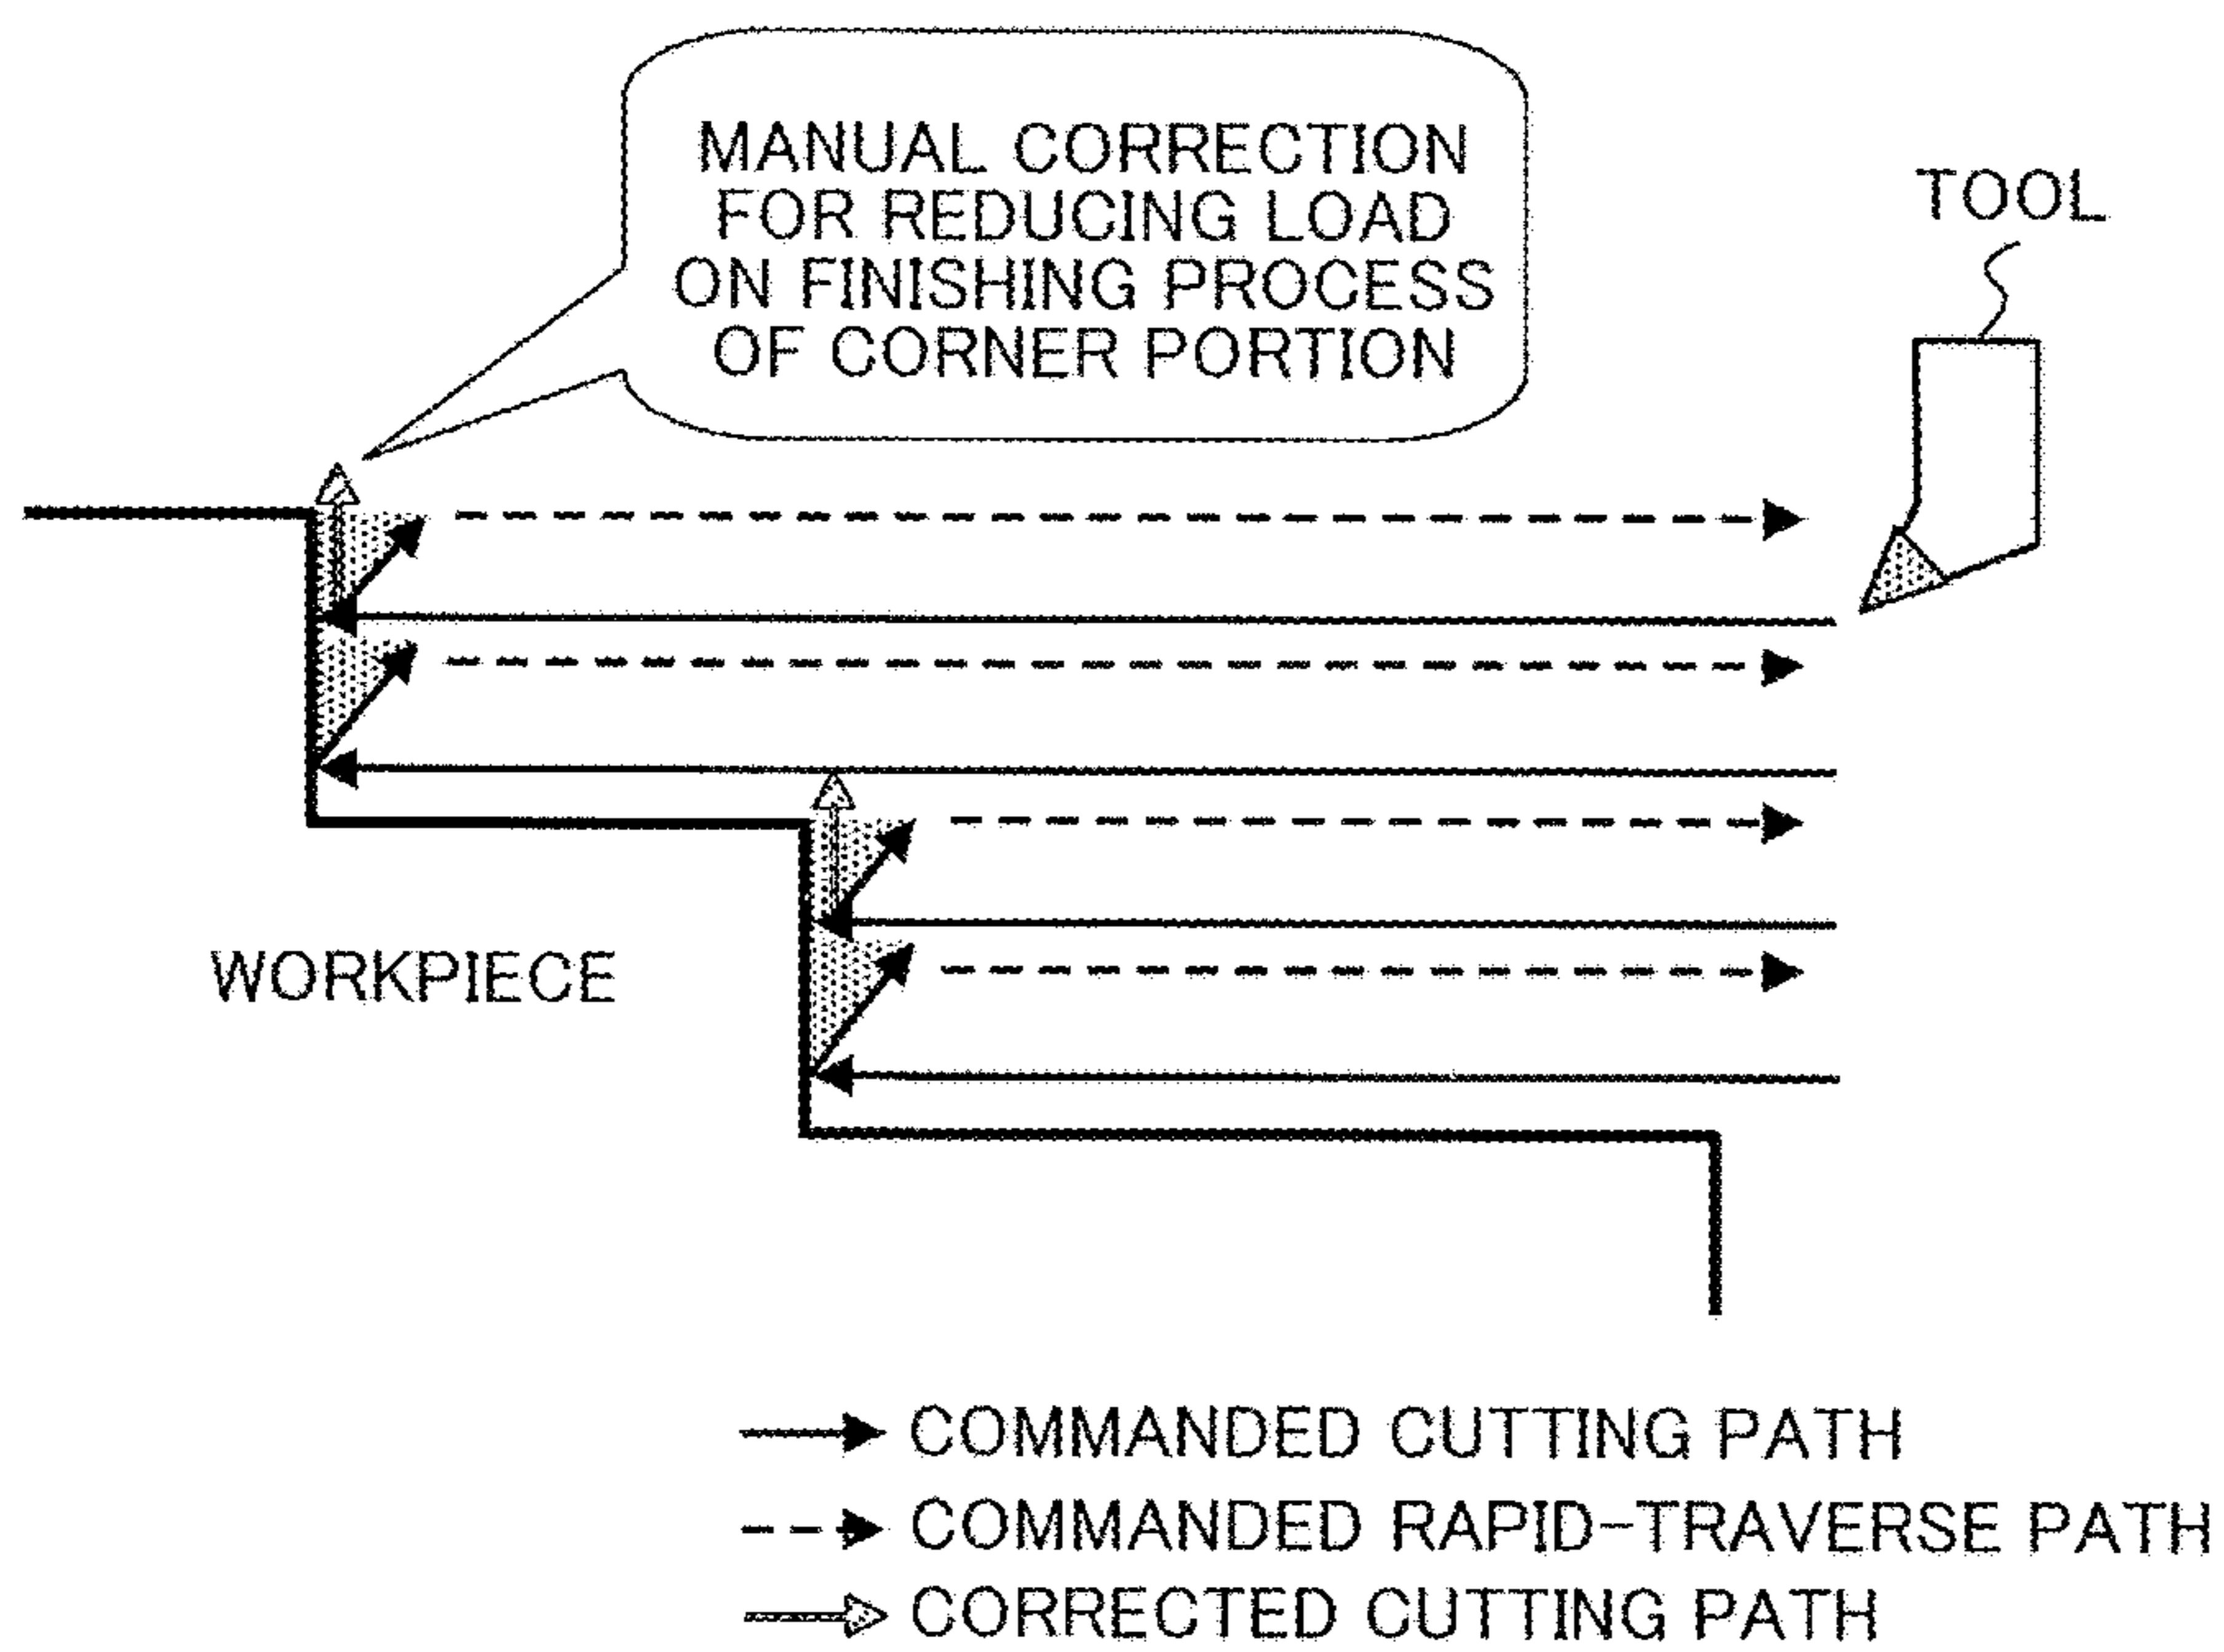 MANUAL CORRECTION
FOR REDUCING LOAD
ON FINISHING PROCESS
OF CORNER PORTION
TOOL
WORKPIECE
COMMANDED CUTTING PATH
COMMANDED RAPID-TRAVERSE PATH
CORRECTED CUTTING PATH